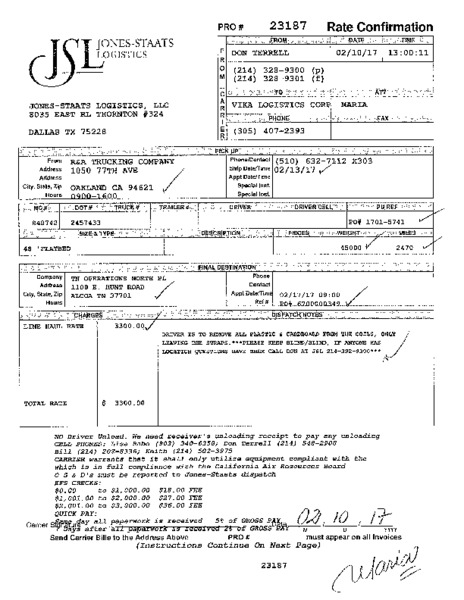 PRO # 23187 Rate Confirmation
JSL JONES-STAATS
LOGISTICS
FROM DATE TIME
DON TERRELL 02/10/17 13:00:11
(214) 328-9300 (p)
(214) 328-9301 (f)
TO ATT
VIKA LOGISTICS CORP MARIA
PHONE FAX
(305) 407-2393
JONES-STAATS LOGISTICS, LLC
8035 EAST RL THORNTON #324
DALLAS TX 75228
PICK UP
From REA TRUCKING COMPANY Phone/Contact (510) 632-7112 X303
Address 1050 77TH AVE Ship Date/Time 02/13/17
Address Appt Date/Time
City, State, Zip OAKLAND CA 94621 Special Inst.
Hours 0900-1600 Special Inst.
MC # DOT # TRUCK # TRAILER # DRIVER DRIVER CELL PU REF
840742 2457433 PO# 1701-5741
SIZE & TYPE DESCRIPTION PIECES WEIGHT MILES
48 'FLATBED 45000 2470
FINAL DESTINATION
Company TN OPERATIONS NORTH PL Phone
Address 1108 E. HUNT ROAD Contact
City, State, Zip ALCOA TN 37701 Appt Date/Time 02/17/17 09:00
Hours Ref # PO# 6200000349
CHARGES DISPATCH NOTES
LINE HAUL RATE 3300.00
DRIVER IS TO REMOVE ALL PLASTIC & CARDBOARD FROM THE COILS, ONLY
LEAVING THE STRAPS.***PLEASE KEEP BLIND/BLIND, IF ANYONE HAS
LOCATION QUESTIONS HAVE THEM CALL DON AT JSL 214-392-9300***
TOTAL RATE $ 3300.00
NO Driver Unload. We need receiver's unloading receipt to pay any unloading
CELL PHONES: Lisa Rabo (903) 340-6358; Don Terrell (214) 548-2908
Bill (214) 202-8336; Keith (214) 502-3975
CARRIER warrants that it shall only utilize equipment compliant with the
which is in full compliance with the California Air Resources Board
O S & D's must be reported to Jones-Staats dispatch
EFS CHECKS:
$0.00 to $1,000.00 $18.00 FEE
$1,001.00 to $2,000.00 $27.00 FEE
$2,001.00 to $3,000.00 $36.00 FEE
QUICK PAY:
Same day all paperwork is received 5% of GROSS PAY
7 Days after all paperwork is received 2% of GROSS PAY
02 10 17
M D YYYY
Send Carrier Bills to the Address Above PRO # must appear on all Invoices
(Instructions Continue On Next Page)
23187
Maria